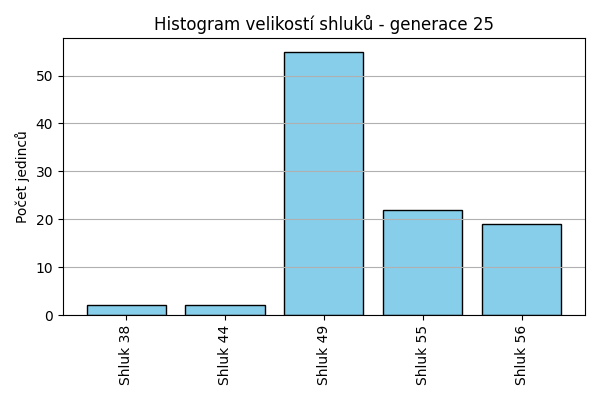 Histogram velikostí shluků - generace 25
Počet jedinců
50
40
30
20
10
0
Shluk 38
Shluk 44
Shluk 49
Shluk 55
Shluk 56